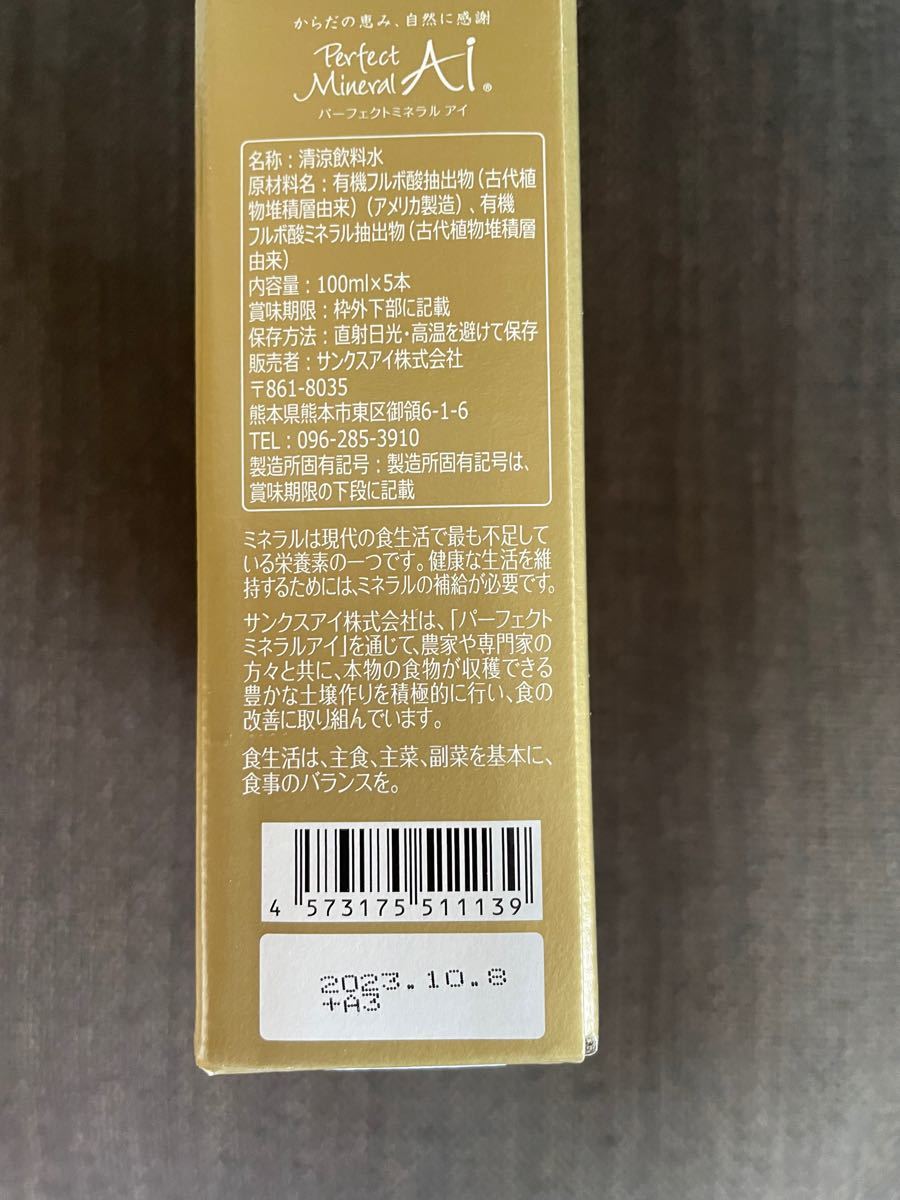 からだの恵み、自然に感謝
Perfect
Mineral Ai®
パーフェクトミネラル アイ
名称：清涼飲料水
原材料名：有機フルボ酸抽出物（古代植
物堆積層由来）（アメリカ製造）、有機
フルボ酸ミネラル抽出物（古代植物堆積層
由来）
内容量：100ml×5本
賞味期限：枠外下部に記載
保存方法：直射日光・高温を避けて保存
販売者：サンクスアイ株式会社
〒861-8035
熊本県熊本市東区御領6-1-6
TEL：096-285-3910
製造所固有記号：製造所固有記号は、
賞味期限の下段に記載
ミネラルは現代の食生活で最も不足して
いる栄養素の一つです。健康な生活を維
持するためには、ミネラルの補給が必要です。
サンクスアイ株式会社は、「パーフェクト
ミネラルアイ」を通じて、農家や専門家の
方々と共に、本物の食物が収穫できる
豊かな土壌作りを積極的に行い、食の
改善に取り組んでいます。
食生活は、主食、主菜、副菜を基本に、
食事のバランスを。
4 573175 511139
2023.10.8
+A3